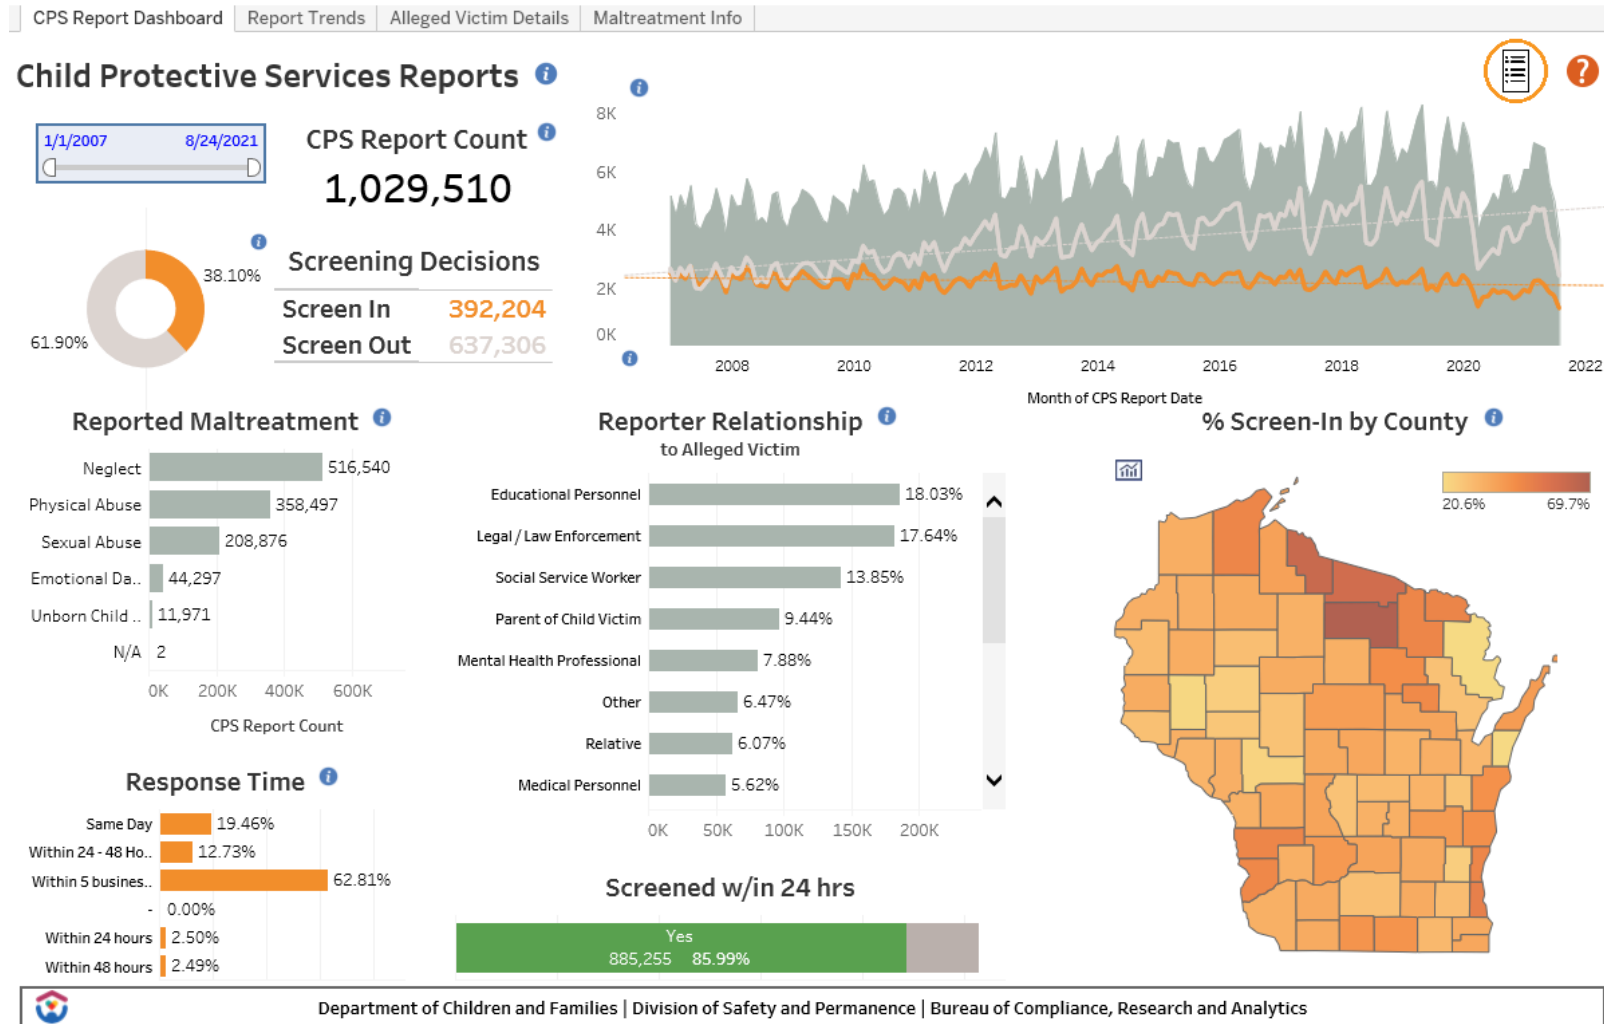 CPS Report Dashboard
Report Trends
Alleged Victim Details
Maltreatment Info
Child Protective Services Reports
1/1/2007 8/24/2021
CPS Report Count
1,029,510
38.10%
61.90%
Screening Decisions
Screen In 392,204
Screen Out 637,306
8K
6K
4K
2K
0K
2008 2010 2012 2014 2016 2018 2020 2022
Month of CPS Report Date
Reported Maltreatment
Neglect 516,540
Physical Abuse 358,497
Sexual Abuse 208,876
Emotional Da.. 44,297
Unborn Child .. 11,971
N/A 2
0K 200K 400K 600K
CPS Report Count
Response Time
Same Day 19.46%
Within 24 - 48 Ho.. 12.73%
Within 5 busines.. 62.81%
- 0.00%
Within 24 hours 2.50%
Within 48 hours 2.49%
Reporter Relationship
to Alleged Victim
Educational Personnel 18.03%
Legal / Law Enforcement 17.64%
Social Service Worker 13.85%
Parent of Child Victim 9.44%
Mental Health Professional 7.88%
Other 6.47%
Relative 6.07%
Medical Personnel 5.62%
0K 50K 100K 150K 200K
Screened w/in 24 hrs
Yes
885,255 85.99%
% Screen-In by County
20.6% 69.7%
Department of Children and Families | Division of Safety and Permanence | Bureau of Compliance, Research and Analytics